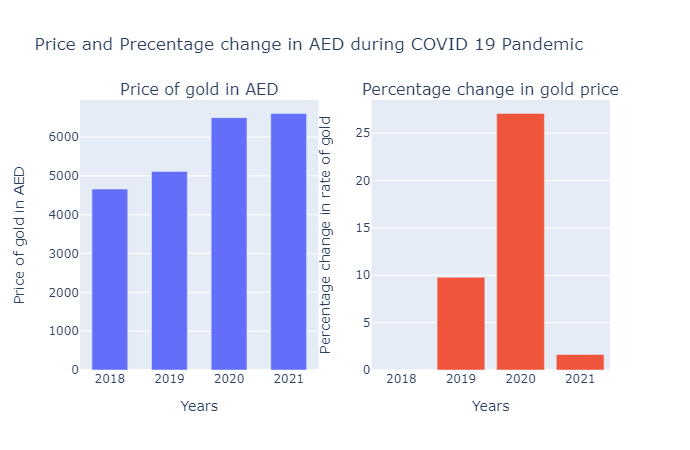 Price and Precentage change in AED during COVID 19 Pandemic
Price of gold in AED
Price of gold in AED
6000
5000
4000
3000
2000
1000
0
2018 2019 2020 2021
Years
Percentage change in gold price
Percentage change in rate of gold
25
20
15
10
5
0
2018 2019 2020 2021
Years